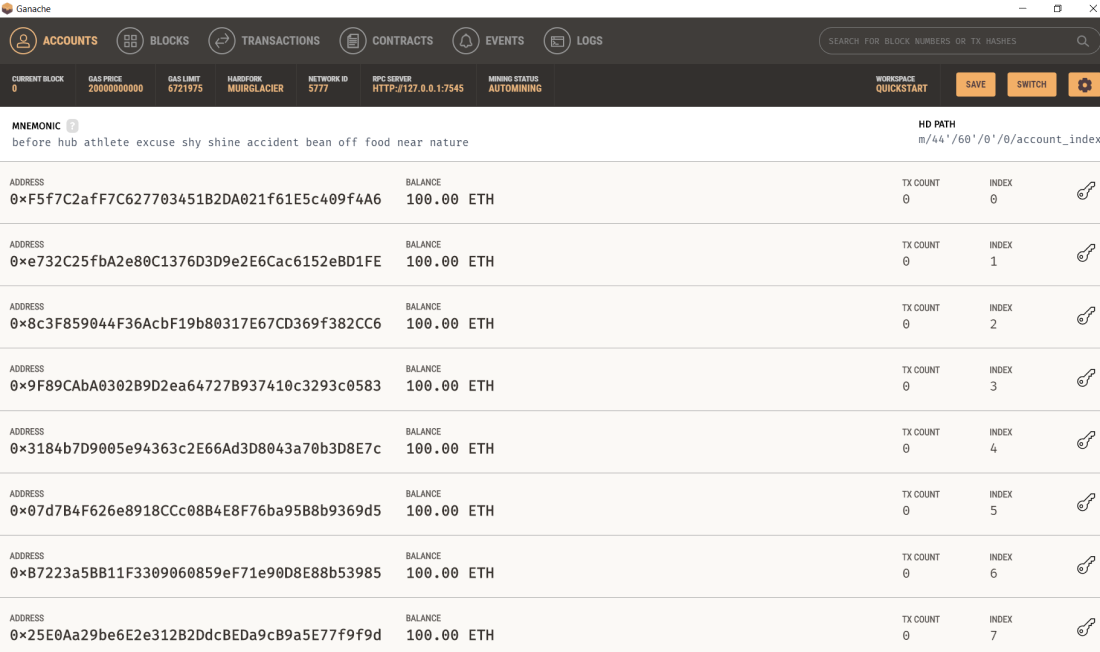 Ganache
ACCOUNTS BLOCKS TRANSACTIONS CONTRACTS EVENTS LOGS SEARCH FOR BLOCK NUMBERS OR TX HASHES
CURRENT BLOCK GAS PRICE GAS LIMIT HARDFORK NETWORK ID RPC SERVER MINING STATUS WORKSPACE
0 20000000000 6721975 MUIRGLACIER 5777 HTTP://127.0.0.1:7545 AUTOMINING QUICKSTART SAVE SWITCH
MNEMONIC ? HD PATH
before hub athlete excuse shy shine accident bean off food near nature m/44'/60'/0'/0/account_index
ADDRESS BALANCE TX COUNT INDEX
0×F5f7C2afF7C627703451B2DA021f61E5c409f4A6 100.00 ETH 0 0
ADDRESS BALANCE TX COUNT INDEX
0×e732C25fbA2e80C1376D3D9e2E6Cac6152eBD1FE 100.00 ETH 0 1
ADDRESS BALANCE TX COUNT INDEX
0×8c3F859044F36AcbF19b80317E67CD369f382CC6 100.00 ETH 0 2
ADDRESS BALANCE TX COUNT INDEX
0×9F89CAbA0302B9D2ea64727B937410c3293c0583 100.00 ETH 0 3
ADDRESS BALANCE TX COUNT INDEX
0×3184b7D9005e94363c2E66Ad3D8043a70b3D8E7c 100.00 ETH 0 4
ADDRESS BALANCE TX COUNT INDEX
0×07d7B4F626e8918CCc08B4E8F76ba95B8b9369d5 100.00 ETH 0 5
ADDRESS BALANCE TX COUNT INDEX
0×B7223a5BB11F3309060859eF71e90D8E88b53985 100.00 ETH 0 6
ADDRESS BALANCE TX COUNT INDEX
0×25E0Aa29be6E2e312B2DdcBEDa9cB9a5E77f9f9d 100.00 ETH 0 7